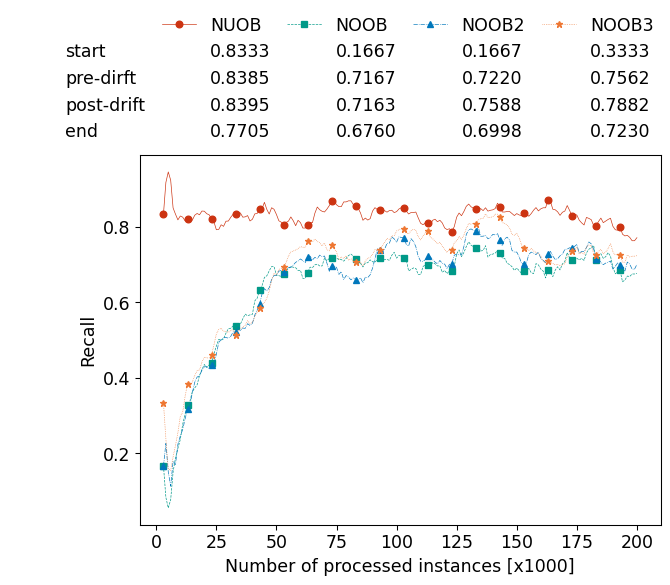 NUOB NOOB NOOB2 NOOB3
start 0.8333 0.1667 0.1667 0.3333
pre-dirft 0.8385 0.7167 0.7220 0.7562
post-drift 0.8395 0.7163 0.7588 0.7882
end 0.7705 0.6760 0.6998 0.7230
0.8
0.6
0.4
0.2
Recall
0 25 50 75 100 125 150 175 200
Number of processed instances [x1000]